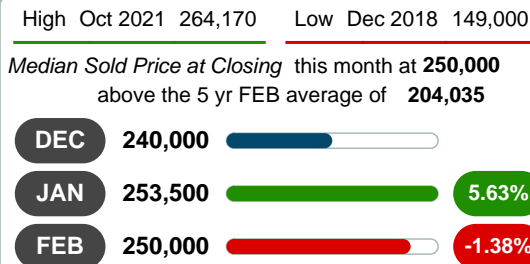 High Oct 2021 264,170 Low Dec 2018 149,000
Median Sold Price at Closing this month at 250,000
above the 5 yr FEB average of 204,035
DEC 240,000
JAN 253,500 5.63%
FEB 250,000 -1.38%